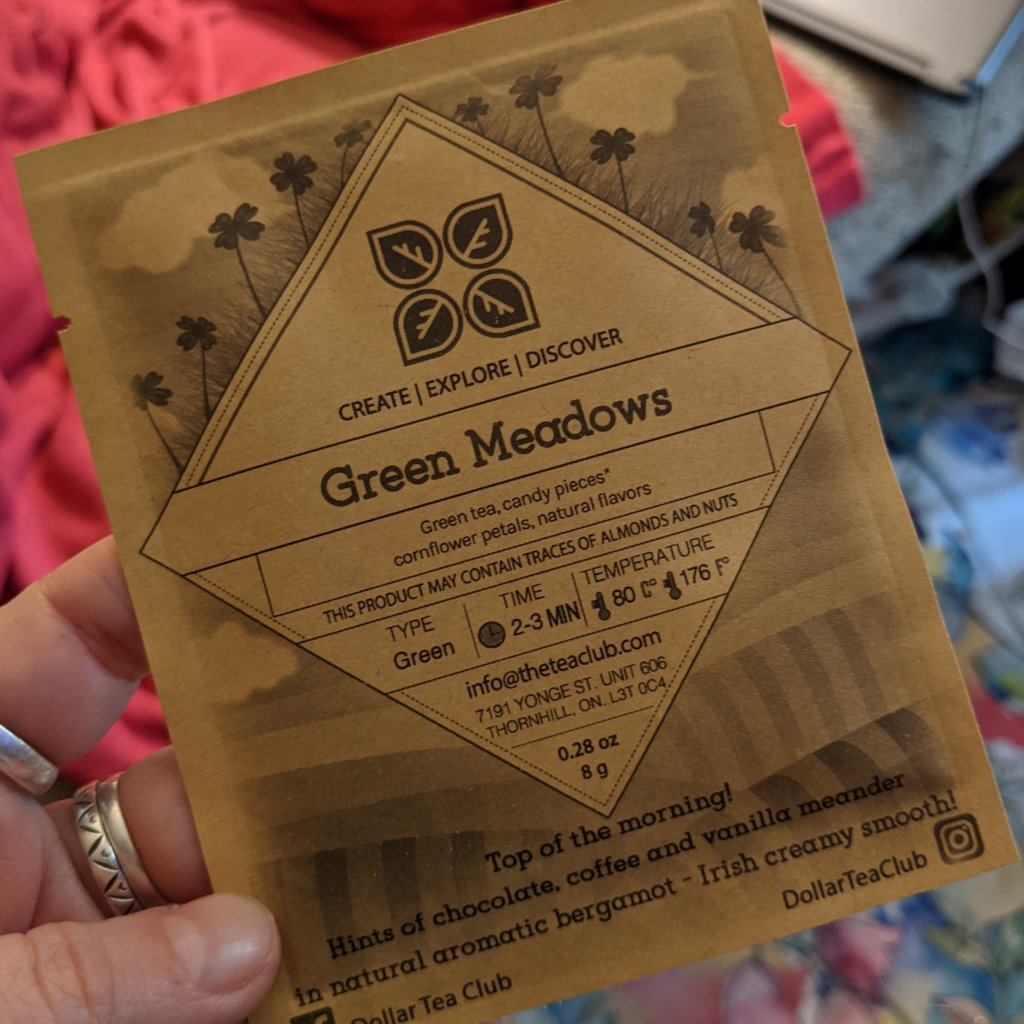 CREATE | EXPLORE | DISCOVER
Green Meadows
Green tea, candy pieces*
cornflower petals, natural flavors
THIS PRODUCT MAY CONTAIN TRACES OF ALMONDS AND NUTS
TYPE
Green
TIME
2-3 MIN
TEMPERATURE
80 C° 176 F°
info@theteaclub.com
7191 YONGE ST. UNIT 606
THORNHILL, ON. L3T 0C4
0.28 oz
8 g
Top of the morning!
Hints of chocolate, coffee and vanilla meander
in natural aromatic bergamot - Irish creamy smooth!
Dollar Tea Club
DollarTeaClub